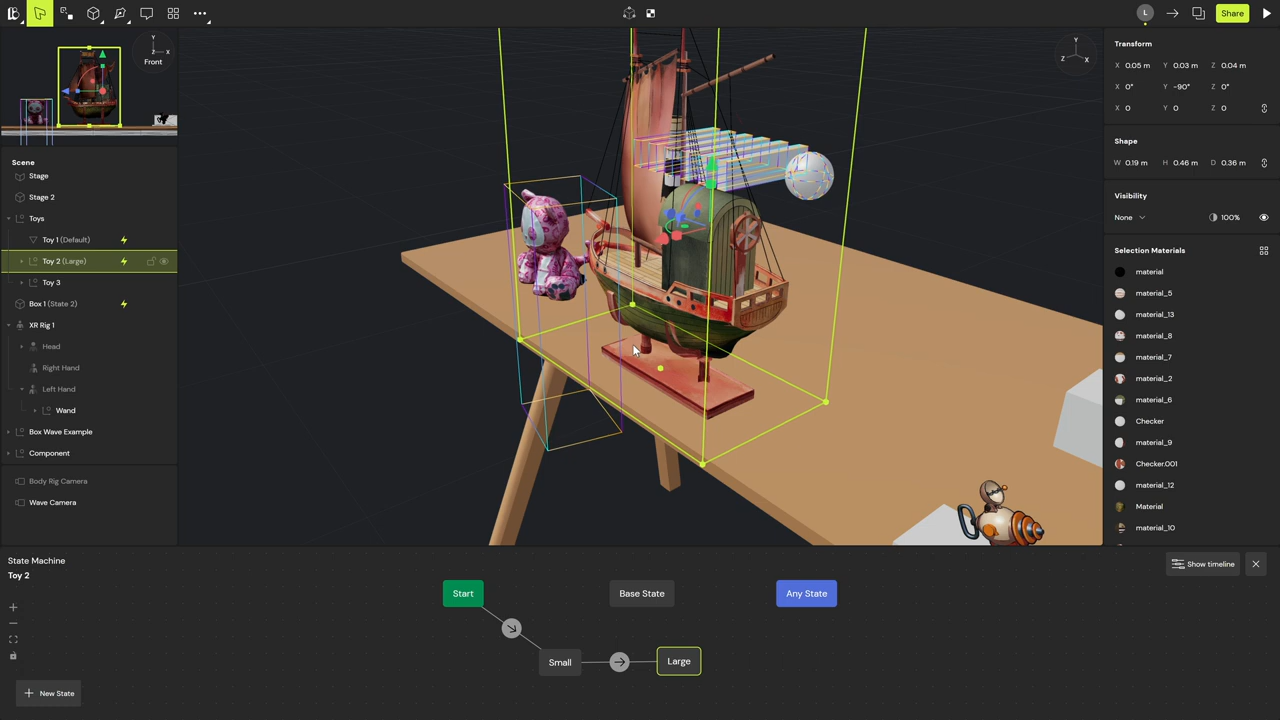 L
Share
Y
Z
X
Front
Y
Z
X
Scene
Stage
Stage 2
Toys
Toy 1 (Default)
Toy 2 (Large)
Toy 3
Box 1 (State 2)
XR Rig 1
Head
Right Hand
Left Hand
Wand
Box Wave Example
Component
Body Rig Camera
Wave Camera
Transform
X 0.05 m Y 0.03 m Z 0.04 m
X 0° Y -90° Z 0°
X 0 Y 0 Z 0
Shape
W 0.19 m H 0.46 m D 0.36 m
Visibility
None 100%
Selection Materials
material
material_5
material_13
material_8
material_7
material_2
material_6
Checker
material_9
Checker.001
material_12
Material
material_10
State Machine
Toy 2
Show timeline
Start
Base State
Any State
Small
Large
New State